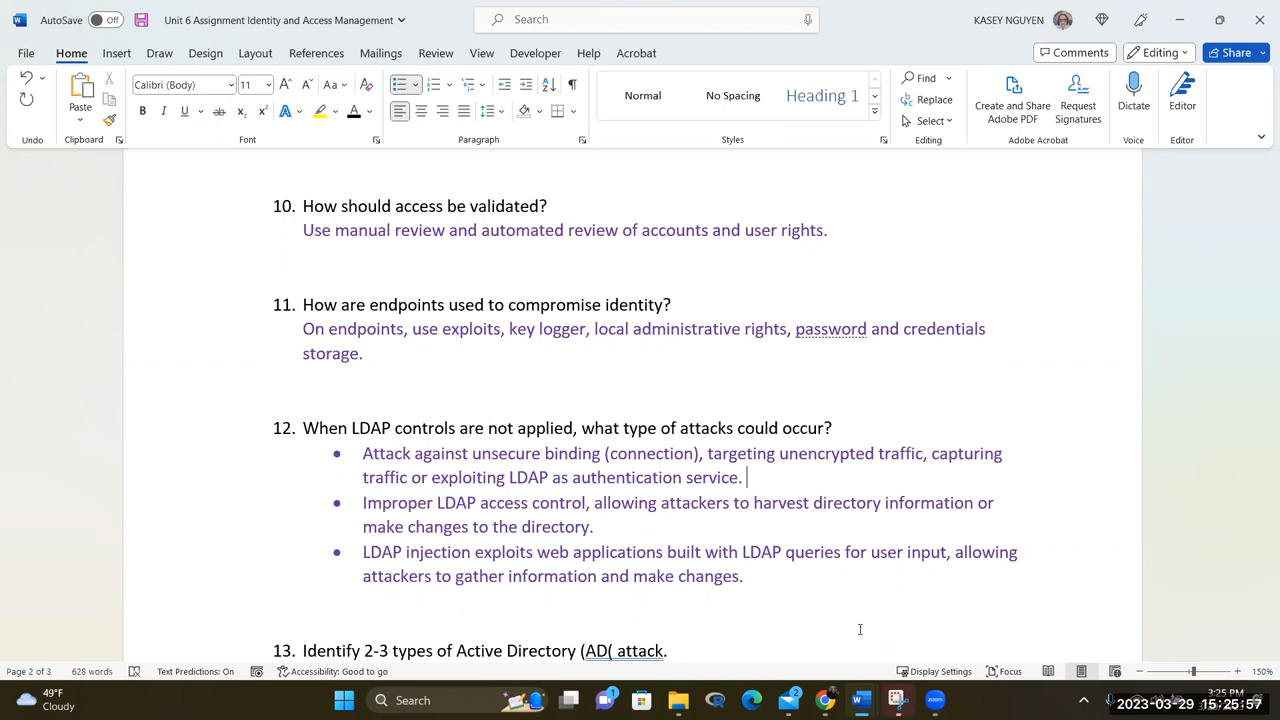 AutoSave Off Unit 6 Assignment Identity and Access Management Search KASEY NGUYEN
File Home Insert Draw Design Layout References Mailings Review View Developer Help Acrobat Comments Editing Share
Calibri (Body) 11 Normal No Spacing Heading 1 Find
Paste Replace
Create and Share Adobe PDF Request Signatures Dictate Editor
Select
Undo Clipboard Font Paragraph Styles Editing Adobe Acrobat Voice Editor
10. How should access be validated?
Use manual review and automated review of accounts and user rights.
11. How are endpoints used to compromise identity?
On endpoints, use exploits, key logger, local administrative rights, password and credentials
storage.
12. When LDAP controls are not applied, what type of attacks could occur?
• Attack against unsecure binding (connection), targeting unencrypted traffic, capturing
traffic or exploiting LDAP as authentication service.
• Improper LDAP access control, allowing attackers to harvest directory information or
make changes to the directory.
• LDAP injection exploits web applications built with LDAP queries for user input, allowing
attackers to gather information and make changes.
13. Identify 2-3 types of Active Directory (AD( attack.
Page 2 of 3 628 words Text Predictions: On Accessibility: Good to go Display Settings Focus 150%
49°F
Cloudy
Search
1
2
zoom
3:25 PM
2023-03-29 15:25:57